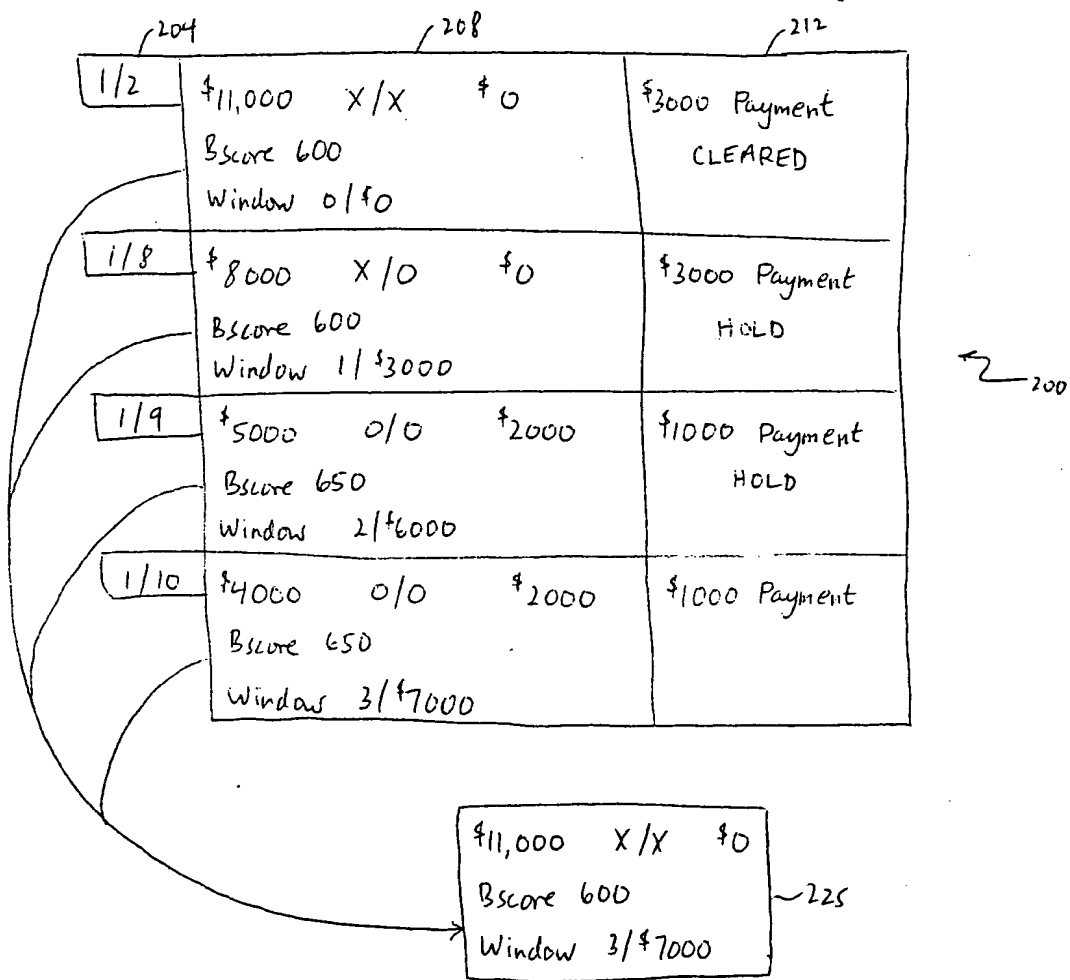 204 208 212
1/2 $11,000 X/X $0 $3000 Payment
Bscore 600 CLEARED
Window 0/$0
1/8 $8000 X/0 $0 $3000 Payment
Bscore 600 HOLD
Window 1/$3000
200
1/9 $5000 0/0 $2000 $1000 Payment
Bscore 650 HOLD
Window 2/$6000
1/10 $4000 0/0 $2000 $1000 Payment
Bscore 650
Window 3/$7000
$11,000 X/X $0
Bscore 600
225
Window 3/$7000